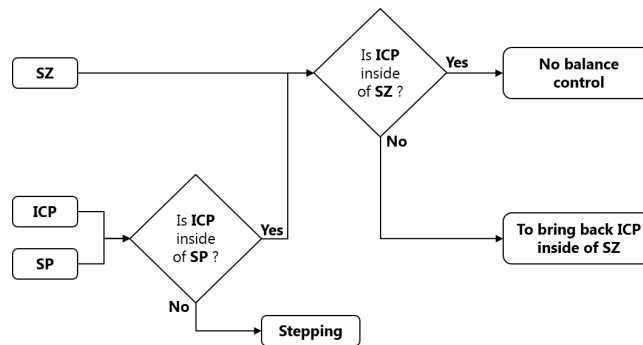 SZ
Is ICP
inside
of SZ ?
Yes
No balance
control
No
ICP
SP
Is ICP
inside
of SP ?
Yes
To bring back ICP
inside of SZ
No
Stepping